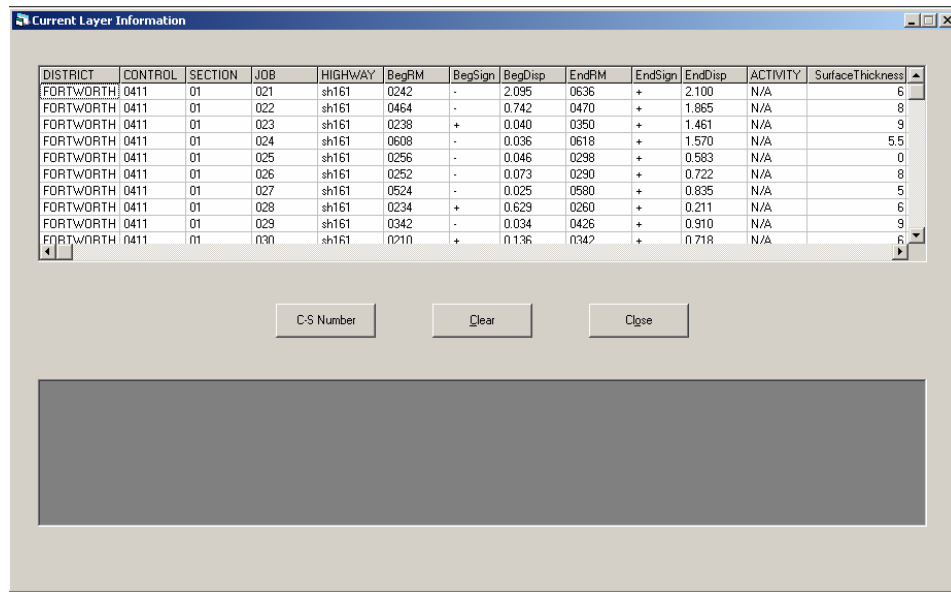 Current Layer Information
DISTRICT CONTROL SECTION JOB HIGHWAY BegRM BegSign BegDisp EndRM EndSign EndDisp ACTIVITY SurfaceThickness
FORTWORTH 0411 01 021 sh161 0242 - 2.095 0636 + 2.100 N/A 6
FORTWORTH 0411 01 022 sh161 0464 - 0.742 0470 + 1.865 N/A 8
FORTWORTH 0411 01 023 sh161 0238 + 0.040 0350 + 1.461 N/A 9
FORTWORTH 0411 01 024 sh161 0608 - 0.036 0618 + 1.570 N/A 5.5
FORTWORTH 0411 01 025 sh161 0256 - 0.046 0298 + 0.583 N/A 0
FORTWORTH 0411 01 026 sh161 0252 - 0.073 0290 + 0.722 N/A 8
FORTWORTH 0411 01 027 sh161 0524 - 0.025 0580 + 0.835 N/A 5
FORTWORTH 0411 01 028 sh161 0234 + 0.629 0260 + 0.211 N/A 6
FORTWORTH 0411 01 029 sh161 0342 - 0.034 0426 + 0.910 N/A 9
FORTWORTH 0411 01 030 sh161 0210 + 0.136 0342 + 0.718 N/A 6
C-S Number Clear Close